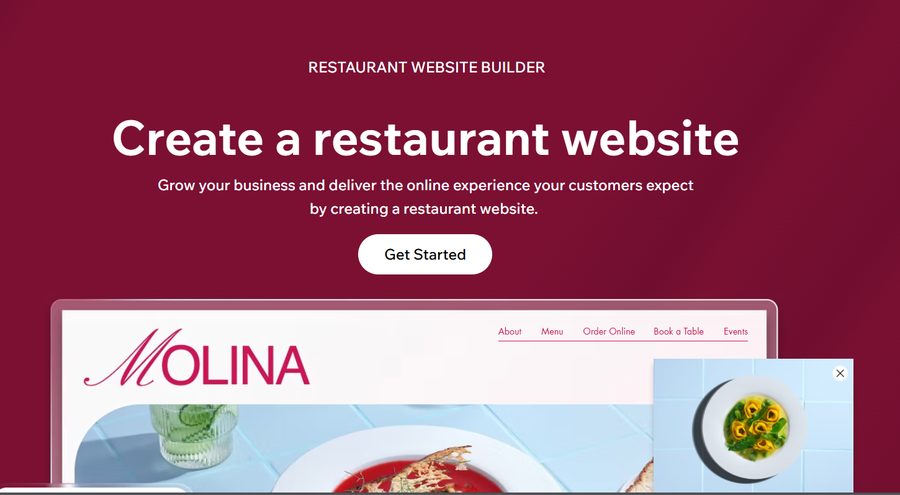 RESTAURANT WEBSITE BUILDER
Create a restaurant website
Grow your business and deliver the online experience your customers expect
by creating a restaurant website.
Get Started
MOLINA
About Menu Order Online Book a Table Events